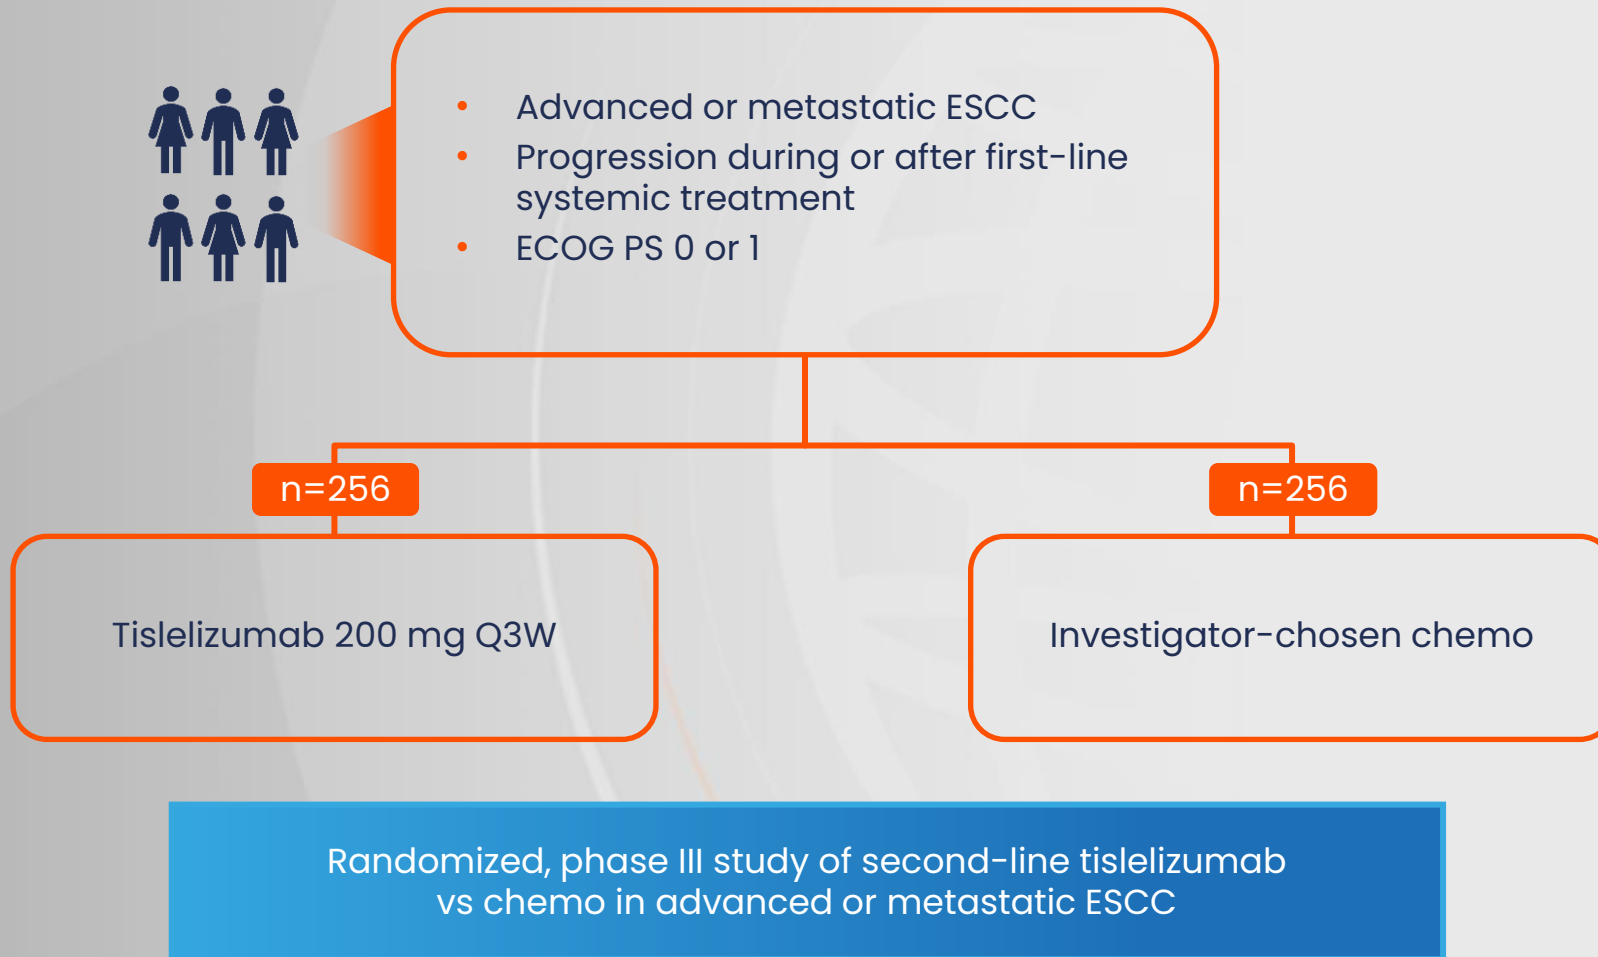 • Advanced or metastatic ESCC
• Progression during or after first-line
systemic treatment
• ECOG PS 0 or 1
n=256
n=256
Tislelizumab 200 mg Q3W
Investigator-chosen chemo
Randomized, phase III study of second-line tislelizumab
vs chemo in advanced or metastatic ESCC